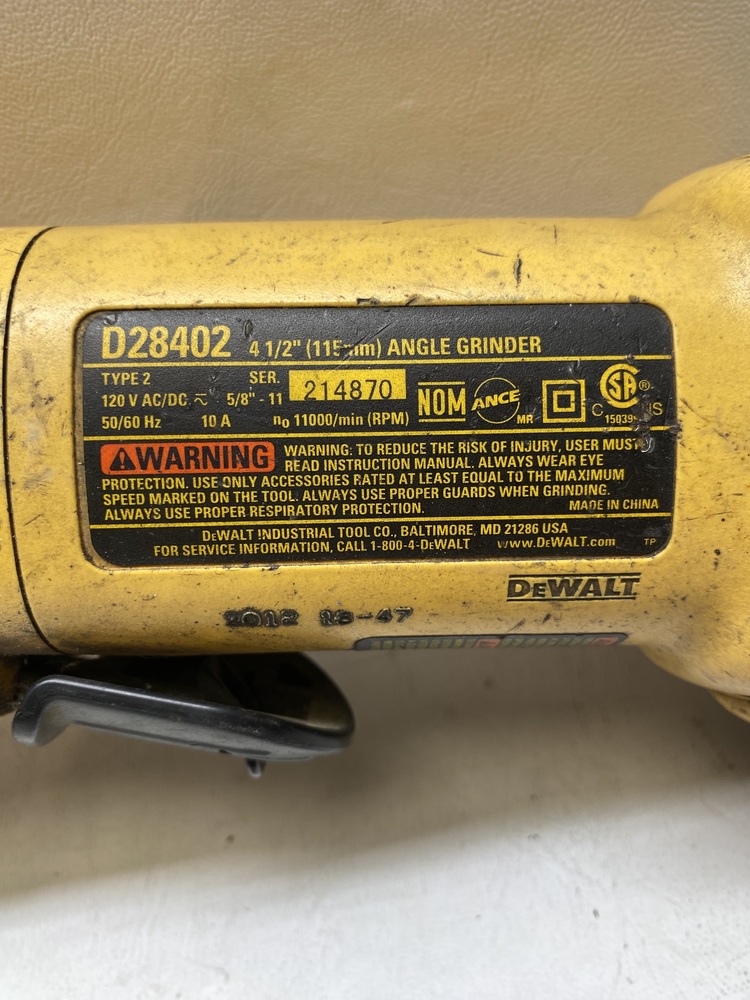 D28402 4 1/2" (115mm) ANGLE GRINDER
TYPE 2 SER. 214870
120 V AC/DC 5/8" - 11
50/60 Hz 10 A n₀ 11000/min (RPM)
NOM ANCE MR SA ® C US
WARNING WARNING: TO REDUCE THE RISK OF INJURY, USER MUST
READ INSTRUCTION MANUAL. ALWAYS WEAR EYE
PROTECTION. USE ONLY ACCESSORIES RATED AT LEAST EQUAL TO THE MAXIMUM
SPEED MARKED ON THE TOOL. ALWAYS USE PROPER GUARDS WHEN GRINDING.
ALWAYS USE PROPER RESPIRATORY PROTECTION. MADE IN CHINA
DEWALT INDUSTRIAL TOOL CO., BALTIMORE, MD 21286 USA
FOR SERVICE INFORMATION, CALL 1-800-4-DEWALT www.DEWALT.com TP
DEWALT
2012 18-47